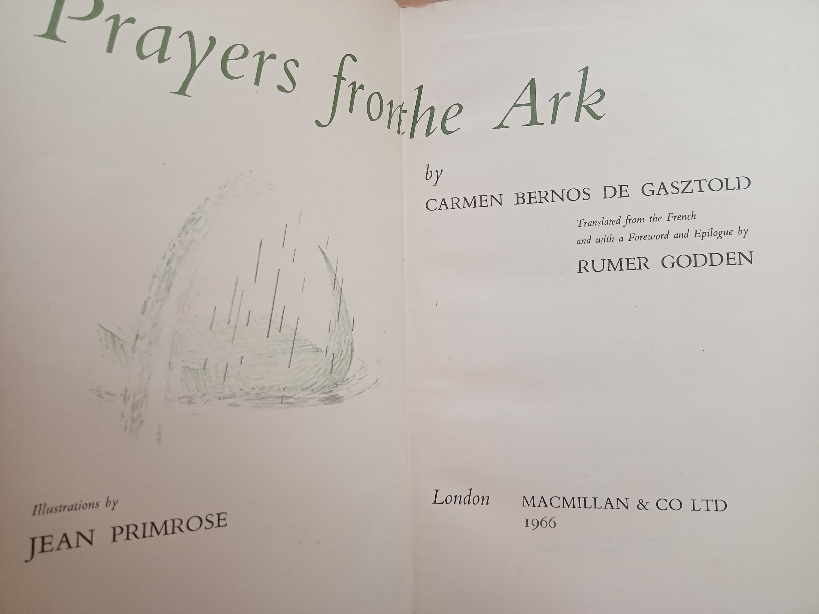 Prayers from the Ark
by
CARMEN BERNOS DE GASZTOLD
Translated from the French
and with a Foreword and Epilogue by
RUMER GODDEN
Illustrations by
JEAN PRIMROSE
London MACMILLAN & CO LTD
1966